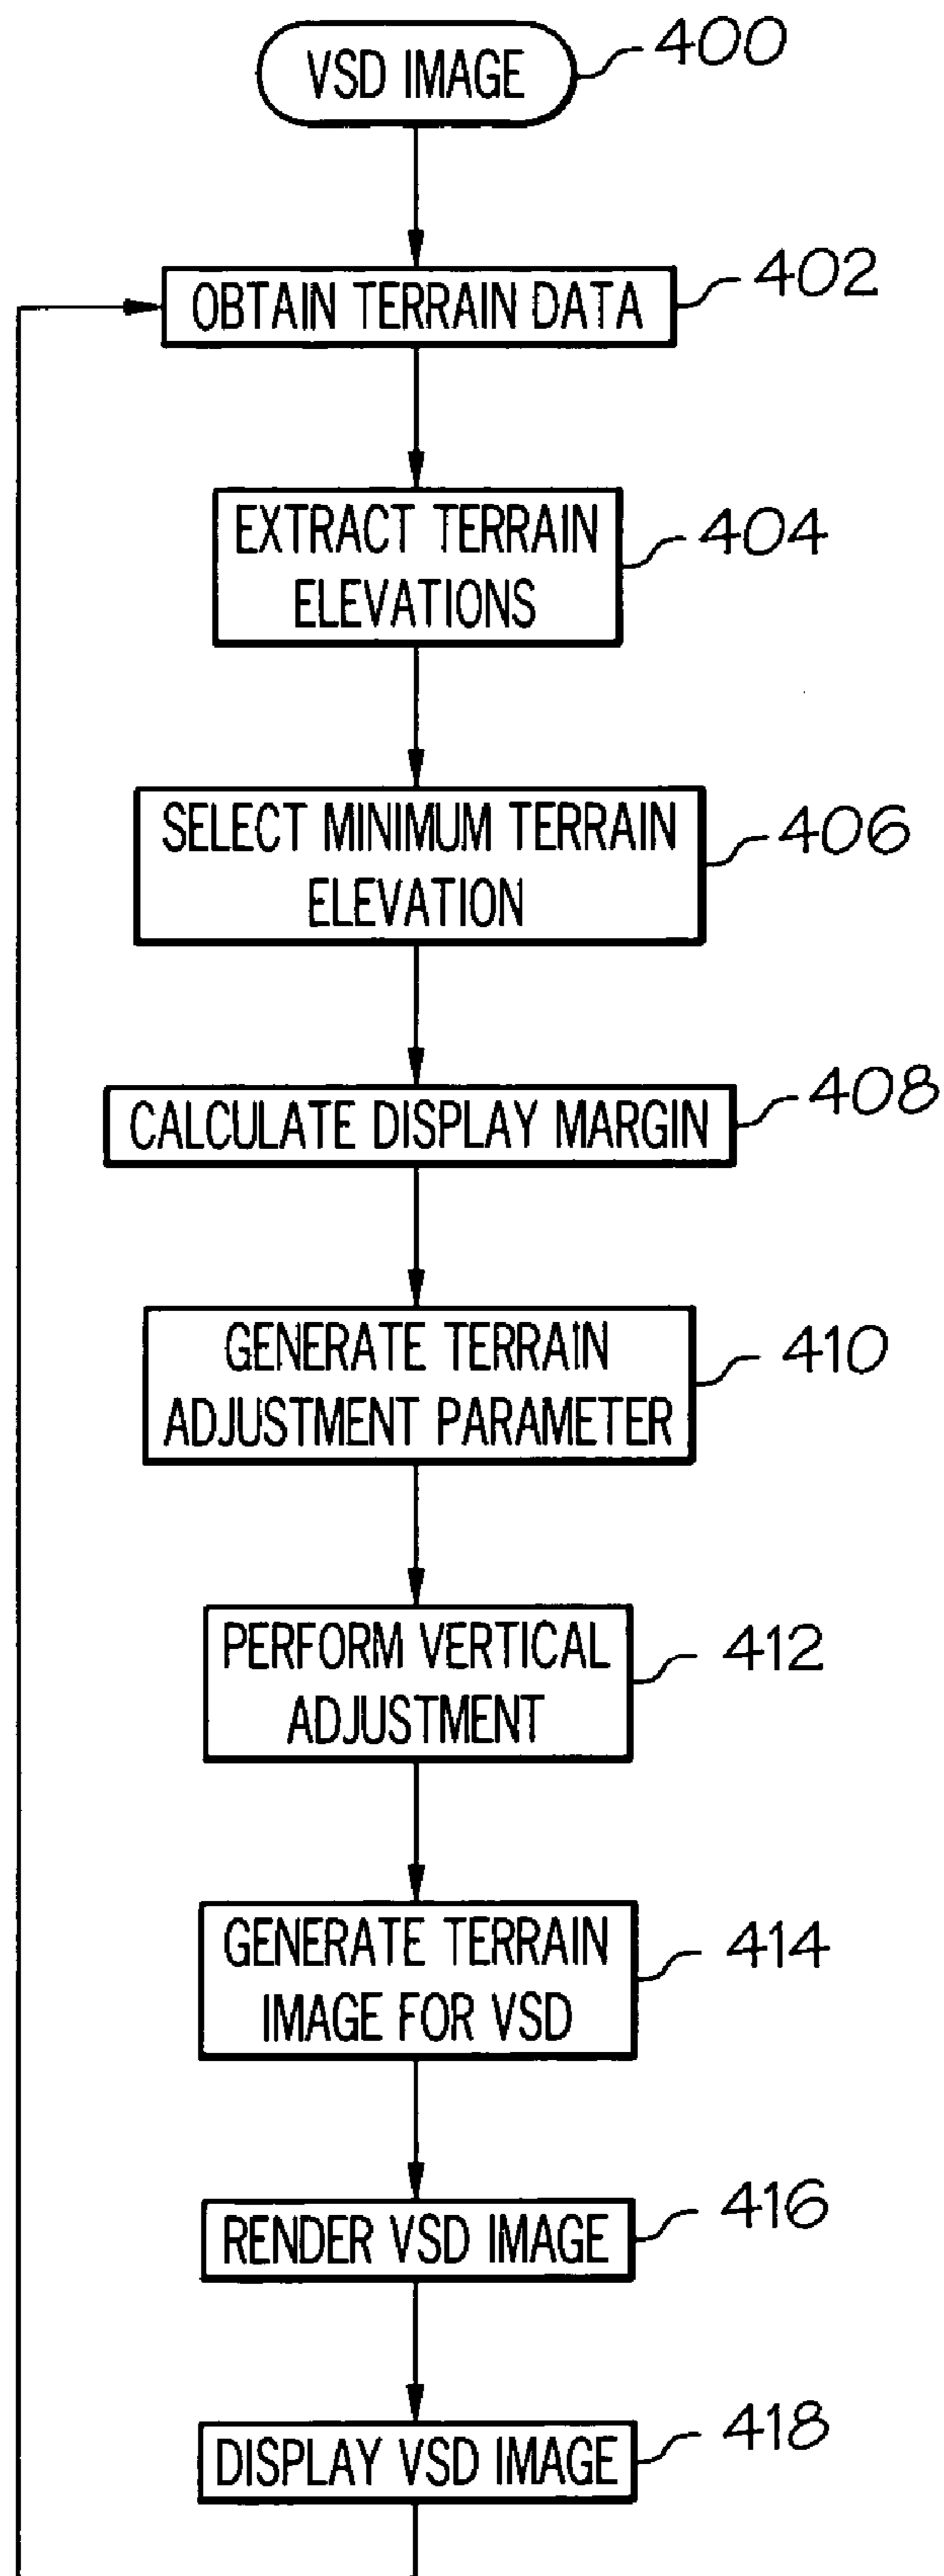 VSD IMAGE
400
OBTAIN TERRAIN DATA
402
EXTRACT TERRAIN
ELEVATIONS
404
SELECT MINIMUM TERRAIN
ELEVATION
406
CALCULATE DISPLAY MARGIN
408
GENERATE TERRAIN
ADJUSTMENT PARAMETER
410
PERFORM VERTICAL
ADJUSTMENT
412
GENERATE TERRAIN
IMAGE FOR VSD
414
RENDER VSD IMAGE
416
DISPLAY VSD IMAGE
418